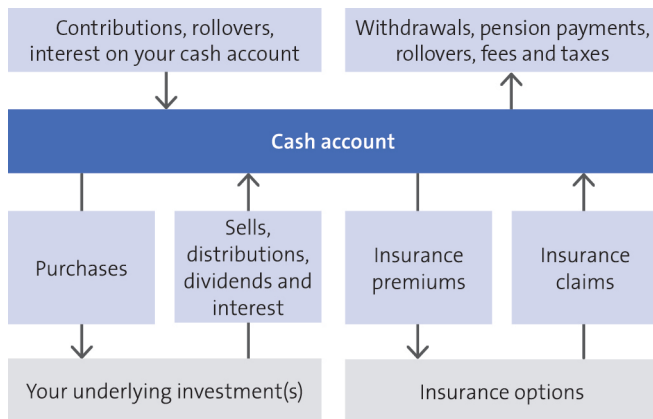 Contributions, rollovers,
interest on your cash account
Withdrawals, pension payments,
rollovers, fees and taxes
Cash account
Purchases
Sells,
distributions,
dividends and
interest
Insurance
premiums
Insurance
claims
Your underlying investment(s)
Insurance options